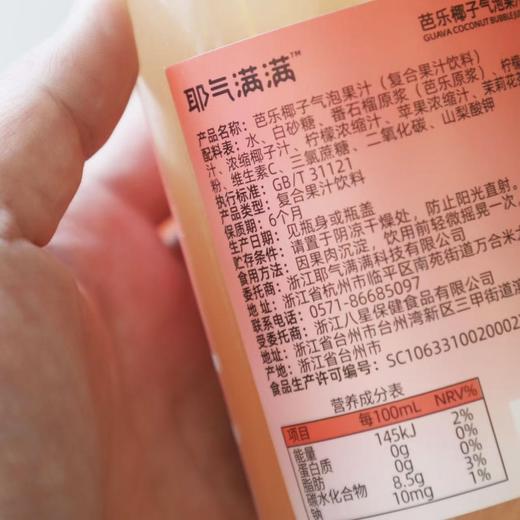 芭乐椰子气泡果
GUAVA COCONUT BUBBLE
耶气满满™
产品名称：芭乐椰子气泡果汁（复合果汁饮料）
配料表：水、白砂糖、番石榴原浆（芭乐原浆）、柠檬
汁、浓缩椰子汁、柠檬浓缩汁、苹果浓缩汁、茉莉花茶
粉、维生素C、三氯蔗糖、二氧化碳、山梨酸钾
执行标准：GB/T 31121
产品类型：复合果汁饮料
保质期：6个月
生产日期：见瓶身或瓶盖
贮存条件：请置于阴凉干燥处，防止阳光直射。
食用方法：因果肉沉淀，饮用前轻微摇晃一次。
委托商：浙江耶气满满科技有限公司
地址：浙江省杭州市临平区南苑街道万合米
联系电话：0571-86685097
受委托商：浙江八星保健食品有限公司
地址：浙江省台州市台州湾新区三甲街道
产地：浙江省台州市
食品生产许可编号：SC1063310020002
营养成分表
项目 每100mL NRV%
能量 145kJ 2%
蛋白质 0g 0%
脂肪 0g 0%
碳水化合物 8.5g 3%
钠 10mg 1%